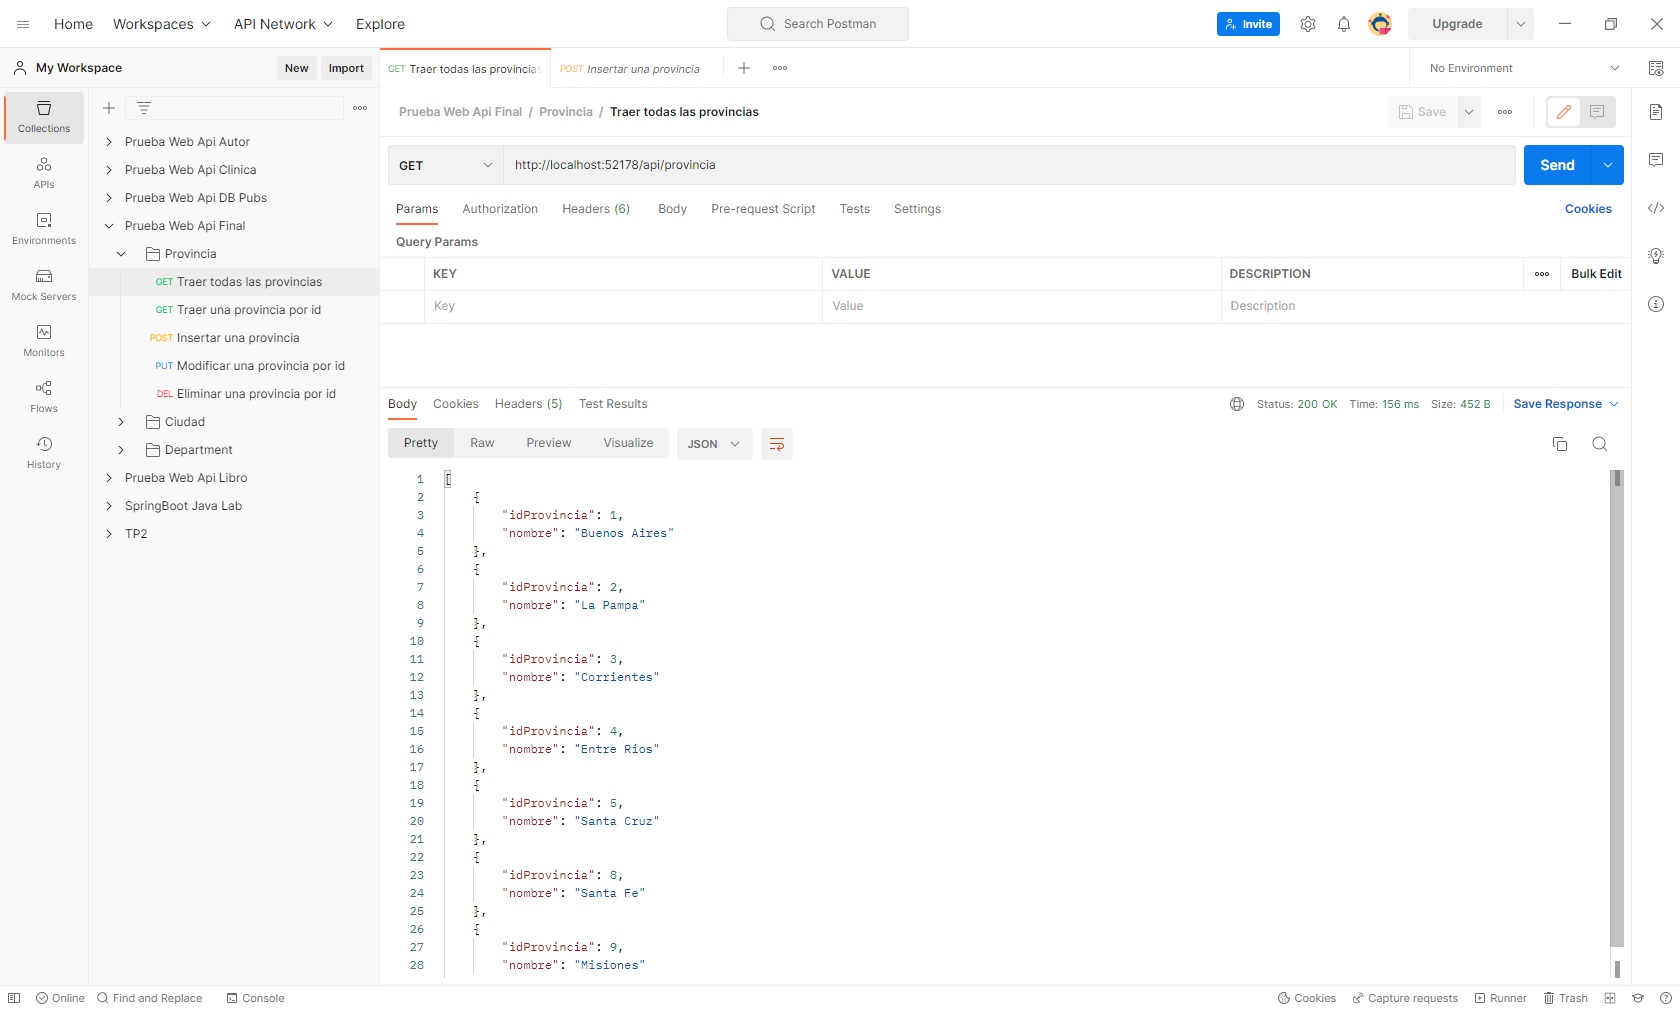 Home Workspaces API Network Explore Search Postman Invite Upgrade
My Workspace New Import GET Traer todas las provincias POST Insertar una provincia No Environment
Collections
APIs
Environments
Mock Servers
Monitors
Flows
History
Prueba Web Api Autor
Prueba Web Api Clinica
Prueba Web Api DB Pubs
Prueba Web Api Final
Provincia
GET Traer todas las provincias
GET Traer una provincia por id
POST Insertar una provincia
PUT Modificar una provincia por id
DEL Eliminar una provincia por id
Ciudad
Department
Prueba Web Api Libro
SpringBoot Java Lab
TP2
Prueba Web Api Final / Provincia / Traer todas las provincias Save
GET http://localhost:52178/api/provincia Send
Params Authorization Headers (6) Body Pre-request Script Tests Settings Cookies
Query Params
KEY VALUE DESCRIPTION Bulk Edit
Key Value Description
Body Cookies Headers (5) Test Results Status: 200 OK Time: 156 ms Size: 452 B Save Response
Pretty Raw Preview Visualize JSON
1 [
2 {
3 "idProvincia": 1,
4 "nombre": "Buenos Aires"
5 },
6 {
7 "idProvincia": 2,
8 "nombre": "La Pampa"
9 },
10 {
11 "idProvincia": 3,
12 "nombre": "Corrientes"
13 },
14 {
15 "idProvincia": 4,
16 "nombre": "Entre Rios"
17 },
18 {
19 "idProvincia": 5,
20 "nombre": "Santa Cruz"
21 },
22 {
23 "idProvincia": 8,
24 "nombre": "Santa Fe"
25 },
26 {
27 "idProvincia": 9,
28 "nombre": "Misiones"
Online Find and Replace Console Cookies Capture requests Runner Trash